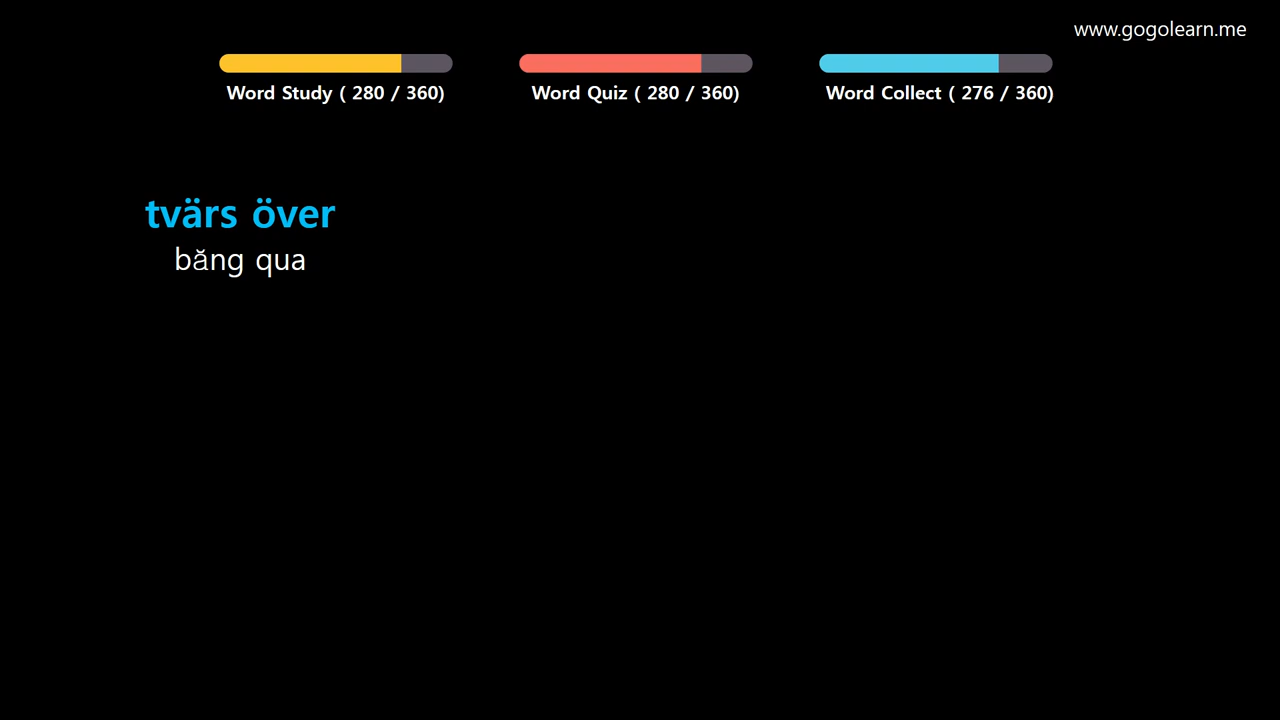 www.gogolearn.me
Word Study ( 280 / 360)
Word Quiz ( 280 / 360)
Word Collect ( 276 / 360)
tvärs över
băng qua